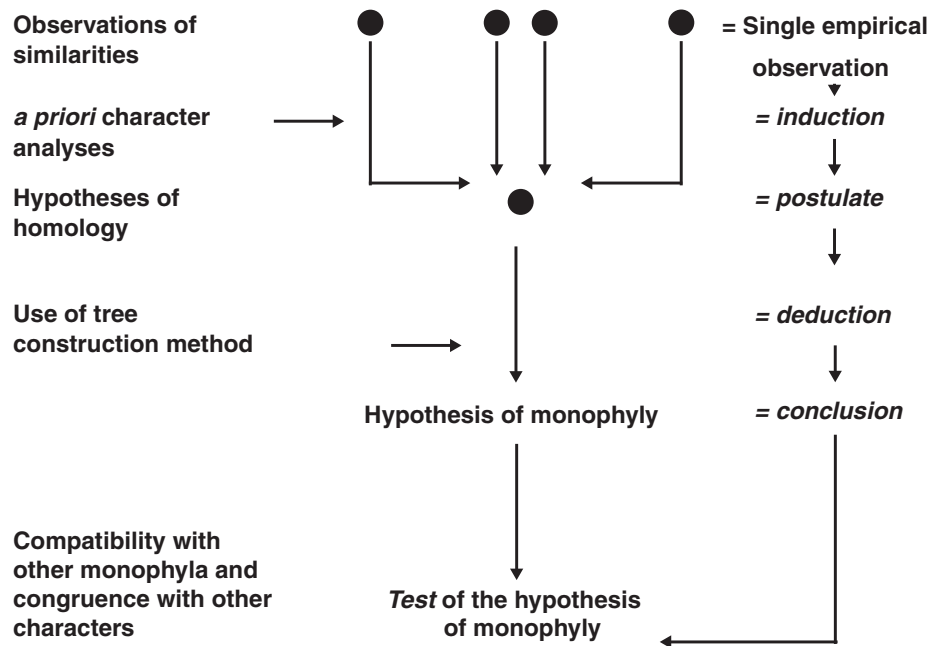 Observations of
similarities
= Single empirical
observation
a priori character
analyses
= induction
Hypotheses of
homology
= postulate
Use of tree
construction method
= deduction
Hypothesis of monophyly
= conclusion
Compatibility with
other monophyla and
congruence with other
characters
Test of the hypothesis
of monophyly